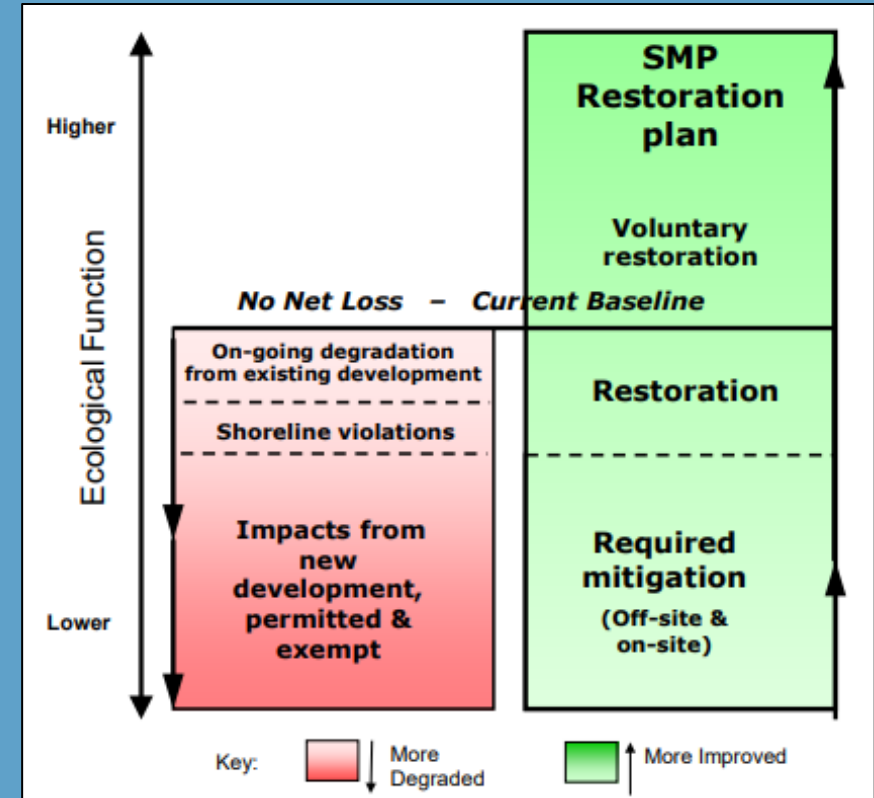 Higher
Ecological Function
Lower
No Net Loss – Current Baseline
On-going degradation
from existing development
Shoreline violations
Impacts from
new
development,
permitted &
exempt
SMP
Restoration
plan
Voluntary
restoration
Restoration
Required
mitigation
(Off-site &
on-site)
Key:
More
Degraded
More Improved